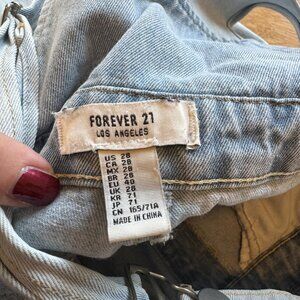 FOREVER 21
LOS ANGELES
US 28
CA 28
MX 28
BR 28
EU 40
UK 28
KR 71
JP 71
CN 165/71A
MADE IN CHINA